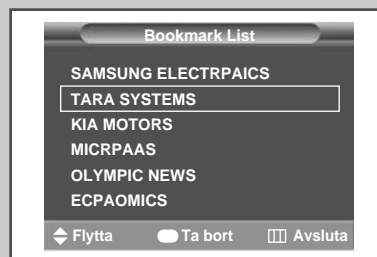 Bookmark List
SAMSUNG ELECTRPAICS
TARA SYSTEMS
KIA MOTORS
MICRPAAS
OLYMPIC NEWS
ECPAOMICS
Flytta Ta bort Avsluta